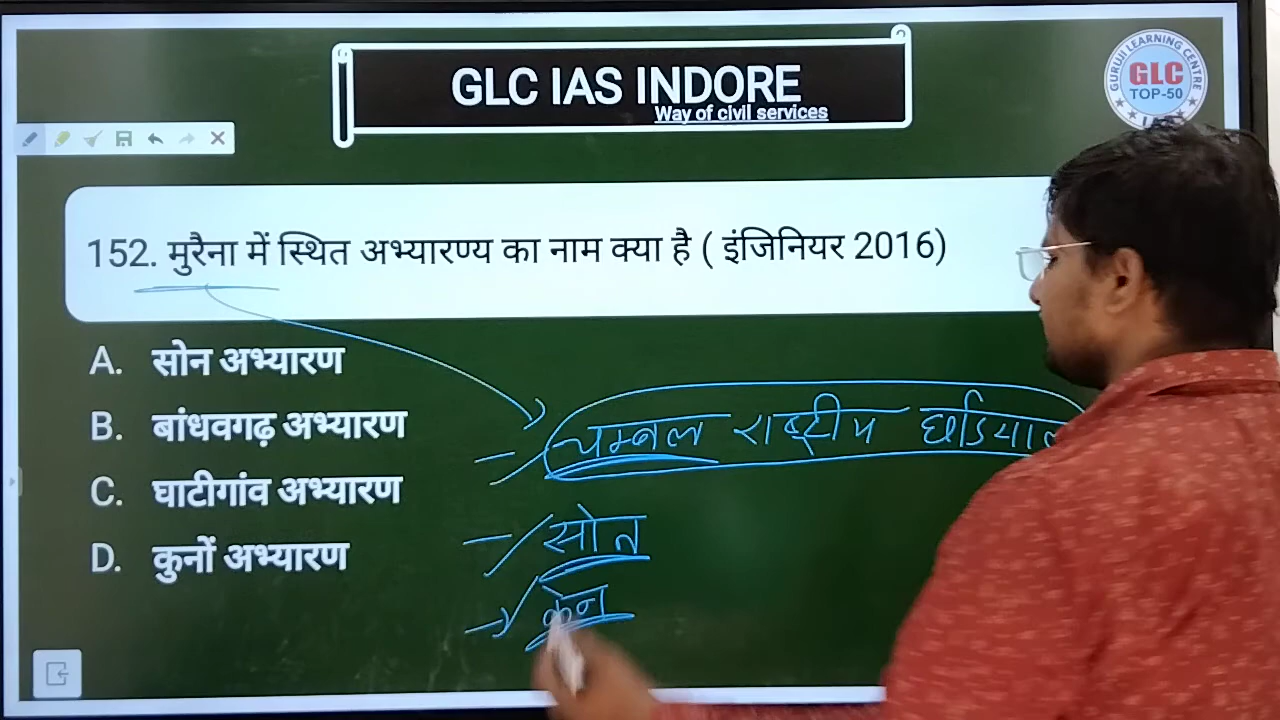 GLC IAS INDORE
Way of civil services
GURUJI LEARNING CENTRE
GLC
TOP-50
152. मुरैना में स्थित अभ्यारण्य का नाम क्या है ( इंजिनियर 2016)
A. सोन अभ्यारण
B. बांधवगढ़ अभ्यारण
C. घाटीगांव अभ्यारण
D. कुनों अभ्यारण
चम्बल राष्ट्रीय
सोन
केन